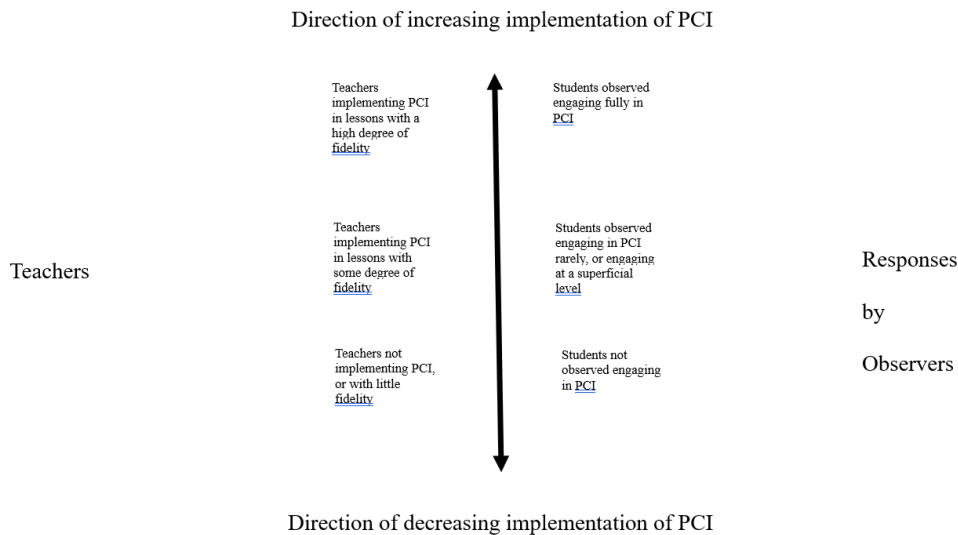 Direction of increasing implementation of PCI
Teachers
implementing PCI
in lessons with a
high degree of
fidelity
Students observed
engaging fully in
PCI
Teachers
Teachers
implementing PCI
in lessons with
some degree of
fidelity
Students observed
engaging in PCI
rarely, or engaging
at a superficial
level
Responses
by
Observers
Teachers not
implementing PCI,
or with little
fidelity
Students not
observed engaging
in PCI
Direction of decreasing implementation of PCI